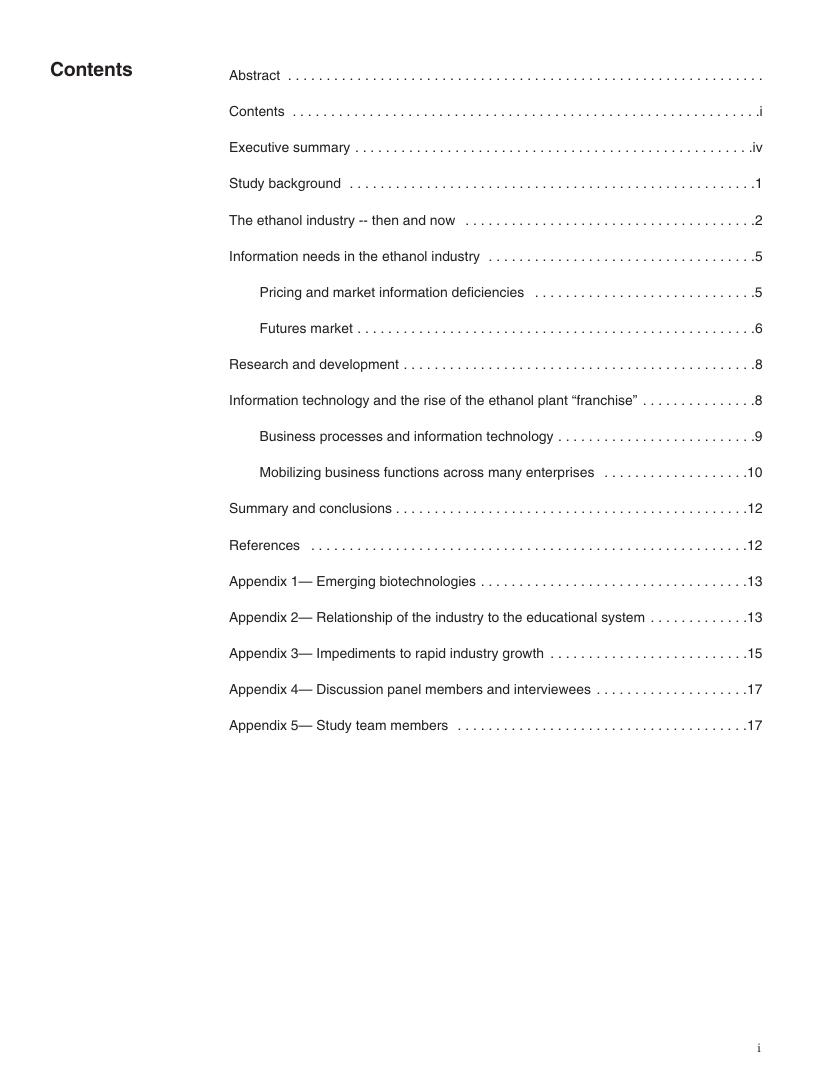 Contents
Abstract . . . . . . . . . . . . . . . . . . . . . . . . . . . . . . . . . . . . . . . . . . . . . . . . . . . . . . . . . . . . . .
Contents . . . . . . . . . . . . . . . . . . . . . . . . . . . . . . . . . . . . . . . . . . . . . . . . . . . . . . . . . . . . .i
Executive summary . . . . . . . . . . . . . . . . . . . . . . . . . . . . . . . . . . . . . . . . . . . . . . . . . . . .iv
Study background . . . . . . . . . . . . . . . . . . . . . . . . . . . . . . . . . . . . . . . . . . . . . . . . . . . . .1
The ethanol industry -- then and now . . . . . . . . . . . . . . . . . . . . . . . . . . . . . . . . . . . . . .2
Information needs in the ethanol industry . . . . . . . . . . . . . . . . . . . . . . . . . . . . . . . . . . .5
Pricing and market information deficiencies . . . . . . . . . . . . . . . . . . . . . . . . . . . . .5
Futures market . . . . . . . . . . . . . . . . . . . . . . . . . . . . . . . . . . . . . . . . . . . . . . . . . . . .6
Research and development . . . . . . . . . . . . . . . . . . . . . . . . . . . . . . . . . . . . . . . . . . . . . .8
Information technology and the rise of the ethanol plant “franchise” . . . . . . . . . . . . . . .8
Business processes and information technology . . . . . . . . . . . . . . . . . . . . . . . . . .9
Mobilizing business functions across many enterprises . . . . . . . . . . . . . . . . . . .10
Summary and conclusions . . . . . . . . . . . . . . . . . . . . . . . . . . . . . . . . . . . . . . . . . . . . . .12
References . . . . . . . . . . . . . . . . . . . . . . . . . . . . . . . . . . . . . . . . . . . . . . . . . . . . . . . . .12
Appendix 1— Emerging biotechnologies . . . . . . . . . . . . . . . . . . . . . . . . . . . . . . . . . . .13
Appendix 2— Relationship of the industry to the educational system . . . . . . . . . . . . .13
Appendix 3— Impediments to rapid industry growth . . . . . . . . . . . . . . . . . . . . . . . . . .15
Appendix 4— Discussion panel members and interviewees . . . . . . . . . . . . . . . . . . . .17
Appendix 5— Study team members . . . . . . . . . . . . . . . . . . . . . . . . . . . . . . . . . . . . . .17
i